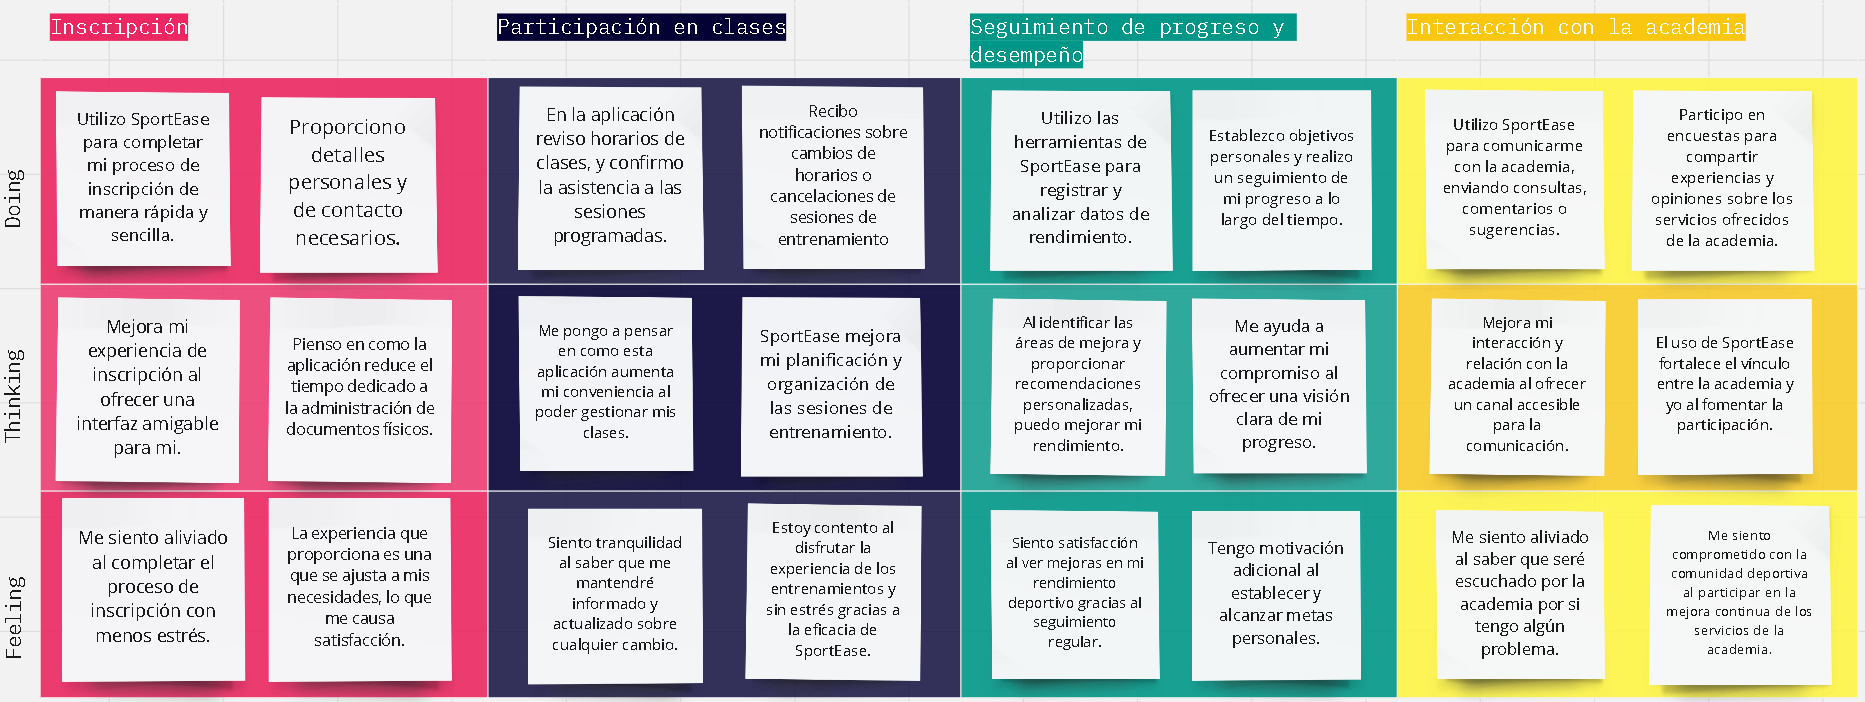 Inscripción
Participación en clases
Seguimiento de progreso y
desempeño
Interacción con la academia
Doing
Utilizo SportEase
para completar
mi proceso de
inscripción de
manera rápida y
sencilla.
Proporciono
detalles
personales y
de contacto
necesarios.
En la aplicación
reviso horarios de
clases, y confirmo
la asistencia a las
sesiones
programadas.
Recibo
notificaciones sobre
cambios de
horarios o
cancelaciones de
sesiones de
entrenamiento
Utilizo las
herramientas de
SportEase para
registrar y
analizar datos de
rendimiento.
Establezco objetivos
personales y realizo
un seguimiento de
mi progreso a lo
largo del tiempo.
Utilizo SportEase
para comunicarme
con la academia,
enviando consultas,
comentarios o
sugerencias.
Participo en
encuestas para
compartir
experiencias y
opiniones sobre los
servicios ofrecidos
de la academia.
Thinking
Mejora mi
experiencia de
inscripción al
ofrecer una
interfaz amigable
para mi.
Pienso en como la
aplicación reduce el
tiempo dedicado a
la administración de
documentos físicos.
Me pongo a pensar
en como esta
aplicación aumenta
mi conveniencia al
poder gestionar mis
clases.
SportEase mejora
mi planificación y
organización de
las sesiones de
entrenamiento.
Al identificar las
áreas de mejora y
proporcionar
recomendaciones
personalizadas,
puedo mejorar mi
rendimiento.
Me ayuda a
aumentar mi
compromiso al
ofrecer una visión
clara de mi
progreso.
Mejora mi
interacción y
relación con la
academia al ofrecer
un canal accesible
para la
comunicación.
El uso de SportEase
fortalece el vínculo
entre la academia y
yo al fomentar la
participación.
Feeling
Me siento aliviado
al completar el
proceso de
inscripción con
menos estrés.
La experiencia que
proporciona es una
que se ajusta a mis
necesidades, lo que
me causa
satisfacción.
Siento tranquilidad
al saber que me
mantendré
informado y
actualizado sobre
cualquier cambio.
Estoy contento al
disfrutar la
experiencia de los
entrenamientos y
sin estrés gracias a
la eficacia de
SportEase.
Siento satisfacción
al ver mejoras en mi
rendimiento
deportivo gracias al
seguimiento
regular.
Tengo motivación
adicional al
establecer y
alcanzar metas
personales.
Me siento aliviado
al saber que seré
escuchado por la
academia por si
tengo algún
problema.
Me siento
comprometido con la
comunidad deportiva
al participar en la
mejora continua de los
servicios de la
academia.